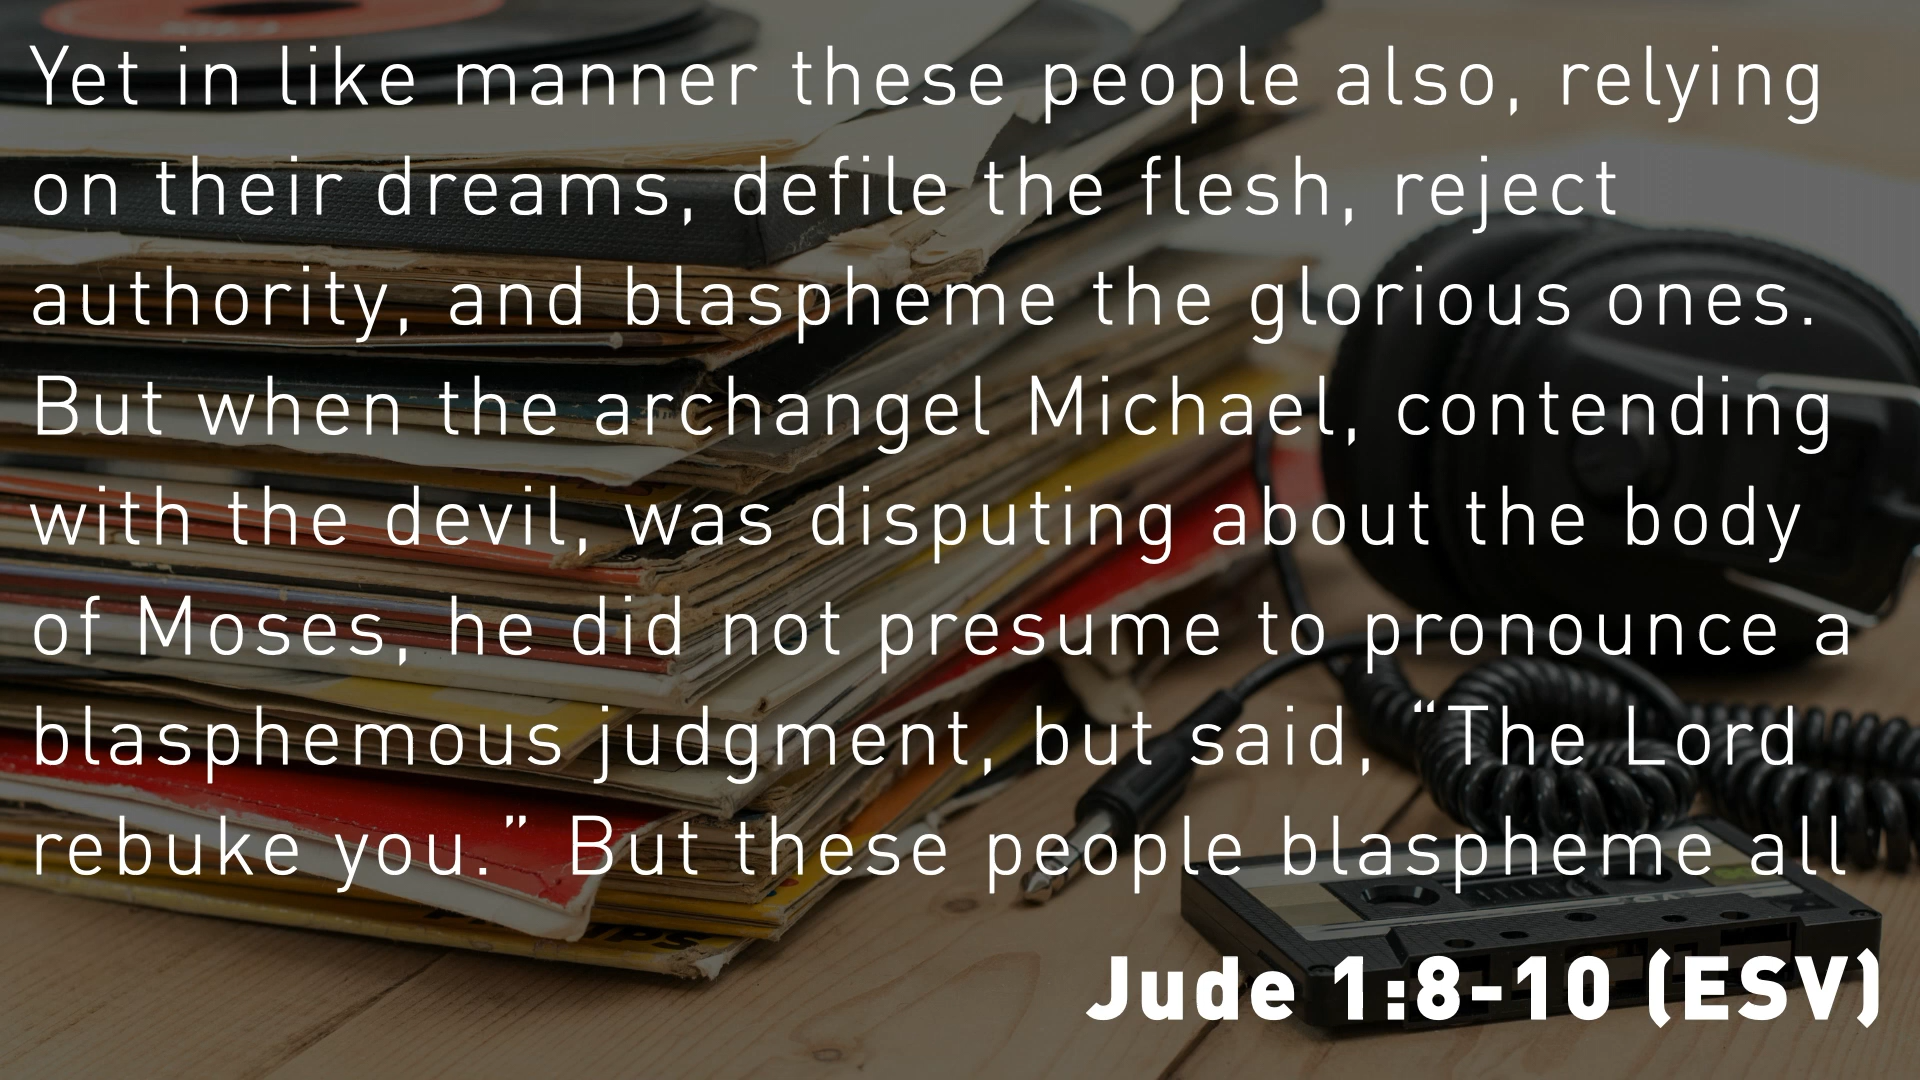 Yet in like manner these people also, relying
on their dreams, defile the flesh, reject
authority, and blaspheme the glorious ones.
But when the archangel Michael, contending
with the devil, was disputing about the body
of Moses, he did not presume to pronounce a
blasphemous judgment, but said, “The Lord
rebuke you.” But these people blaspheme all
Jude 1:8-10 (ESV)